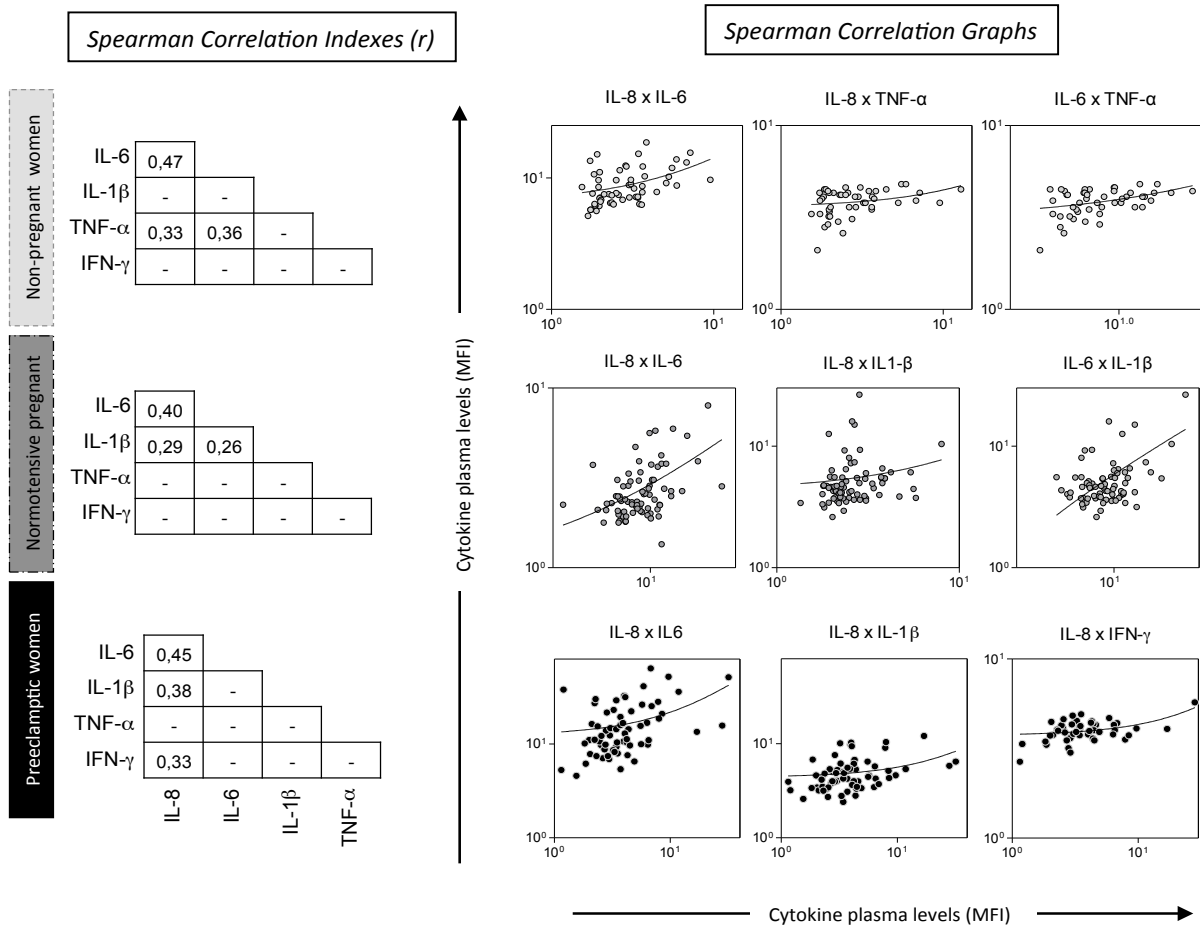 Spearman Correlation Indexes (r)
Spearman Correlation Graphs
Non-pregnant women
IL-6 0,47
IL-1β - -
TNF-α 0,33 0,36 -
IFN-γ - - - -
Normotensive pregnant
IL-6 0,40
IL-1β 0,29 0,26
TNF-α - - -
IFN-γ - - - -
Preeclamptic women
IL-6 0,45
IL-1β 0,38 -
TNF-α - - -
IFN-γ 0,33 - - -
IL-8 IL-6 IL-1β TNF-α
Cytokine plasma levels (MFI)
IL-8 x IL-6 IL-8 x TNF-α IL-6 x TNF-α
10¹ 10¹ 10¹
10⁰ 10⁰ 10⁰
10⁰ 10¹ 10⁰ 10¹ 10¹·⁰
IL-8 x IL-6 IL-8 x IL1-β IL-6 x IL-1β
10¹ 10¹ 10¹
10⁰ 10⁰ 10⁰
10¹ 10⁰ 10¹ 10¹
IL-8 x IL6 IL-8 x IL-1β IL-8 x IFN-γ
10¹ 10¹ 10¹
10⁰ 10⁰ 10⁰
10⁰ 10¹ 10⁰ 10¹ 10⁰ 10¹
Cytokine plasma levels (MFI)